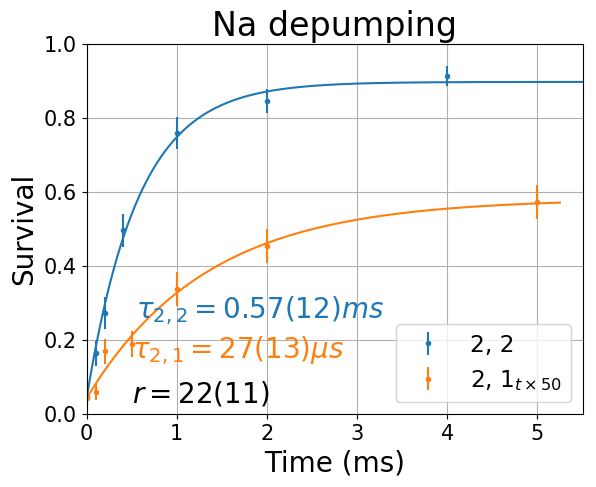 Na depumping
Survival
1.0
0.8
0.6
0.4
0.2
0.0
τ2,2 = 0.57(12)ms
τ2,1 = 27(13)μs
r = 22(11)
2, 2
2, 1t×50
0 1 2 3 4 5
Time (ms)